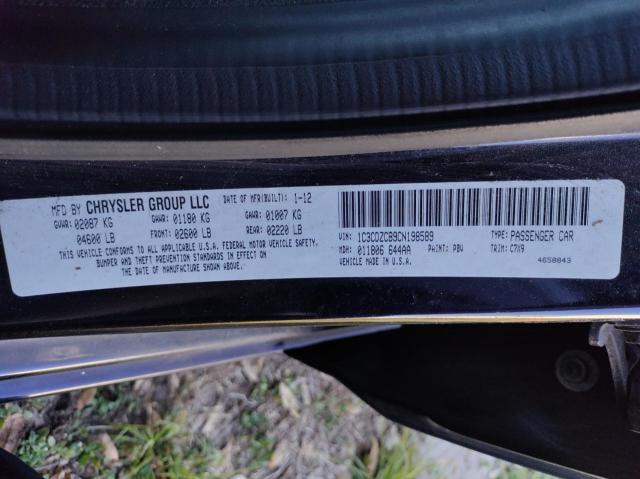 MFD BY CHRYSLER GROUP LLC DATE OF MFR(BUILT): 1-12
GVWR: 02087 KG GAWR: 01180 KG GAWR: 01007 KG
04600 LB FRONT: 02600 LB REAR: 02220 LB
THIS VEHICLE CONFORMS TO ALL APPLICABLE U.S.A. FEDERAL MOTOR VEHICLE SAFETY,
BUMPER AND THEFT PREVENTION STANDARDS IN EFFECT ON
THE DATE OF MANUFACTURE SHOWN ABOVE.
VIN: 1C3CDZCB9CN198589 TYPE: PASSENGER CAR
MDH: 011806 644AA PAINT: PBV TRIM: C7X9
MADE IN U.S.A. 4658843